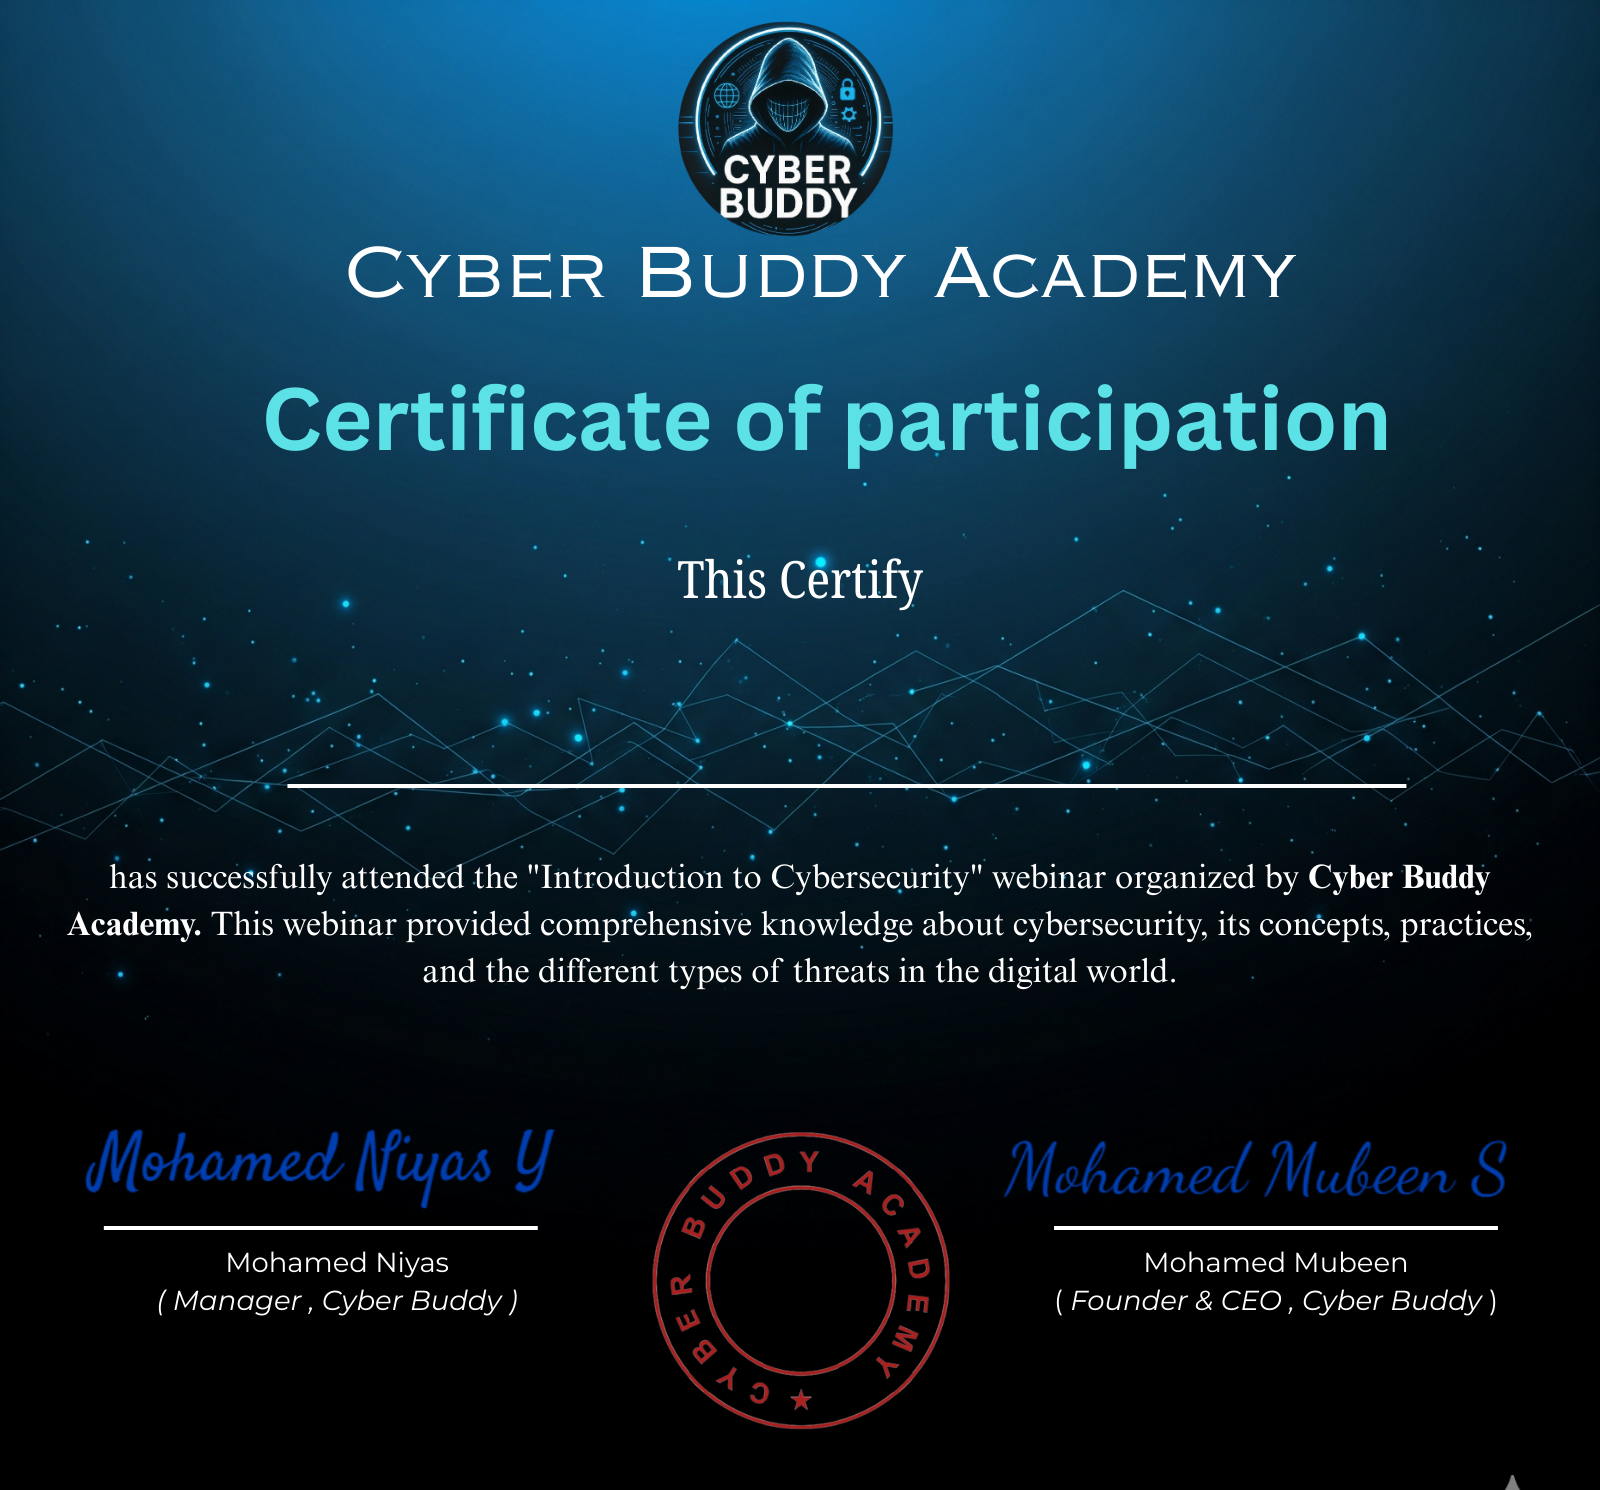 CYBER
BUDDY
CYBER BUDDY ACADEMY
Certificate of participation
This Certify
has successfully attended the "Introduction to Cybersecurity" webinar organized by Cyber Buddy
Academy. This webinar provided comprehensive knowledge about cybersecurity, its concepts, practices,
and the different types of threats in the digital world.
Mohamed Niyas Y
Mohamed Niyas
( Manager , Cyber Buddy )
CYBER BUDDY ACADEMY
Mohamed Mubeen S
Mohamed Mubeen
( Founder & CEO , Cyber Buddy )